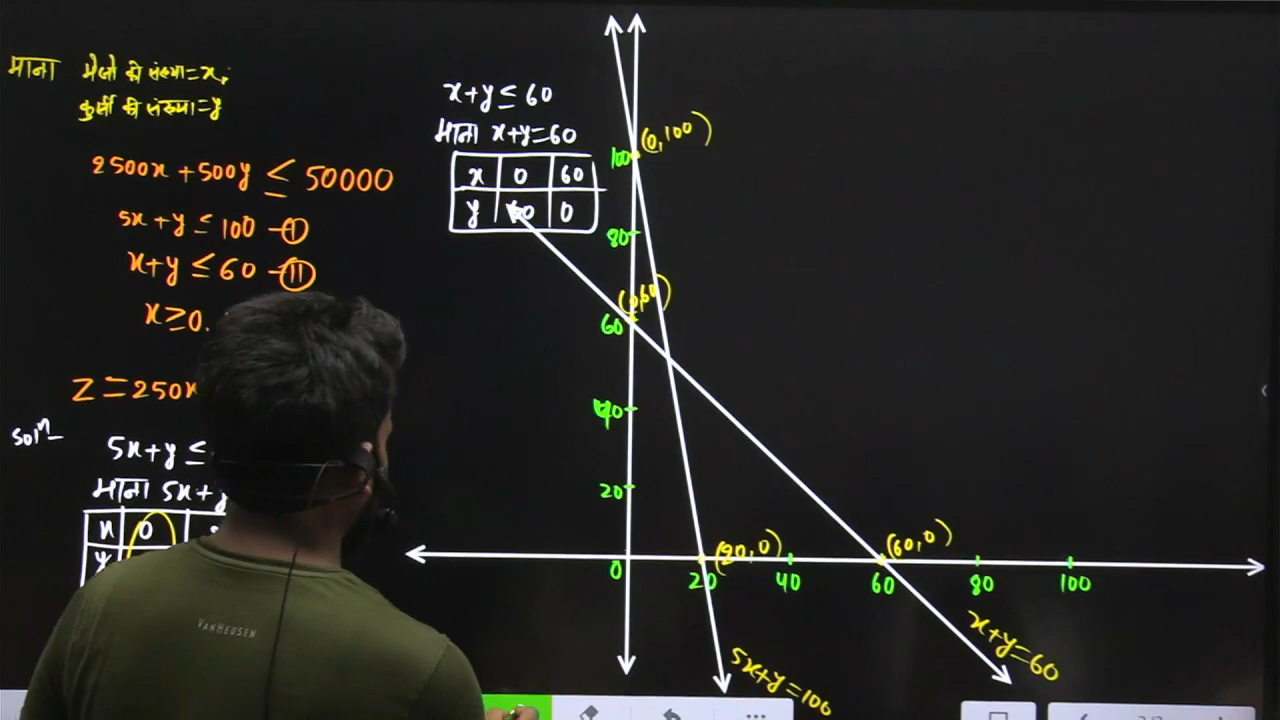 माना मेजों की संख्या=x,
कुर्सी की संख्या=y
2500x + 500y ≤ 50000
5x + y ≤ 100 - I
x+y ≤ 60 - II
x ≥ 0
Z = 250x
Solⁿ-
5x + y ≤
माना 5x + y
x 0
y
x+y ≤ 60
माना x+y=60
x 0 60
y 60 0
(0,100)
100
80
(0,60)
60
40
20
0 20 40 60 80 100
(20,0)
(60,0)
x+y=60
5x+y=100
VANHEUSEN